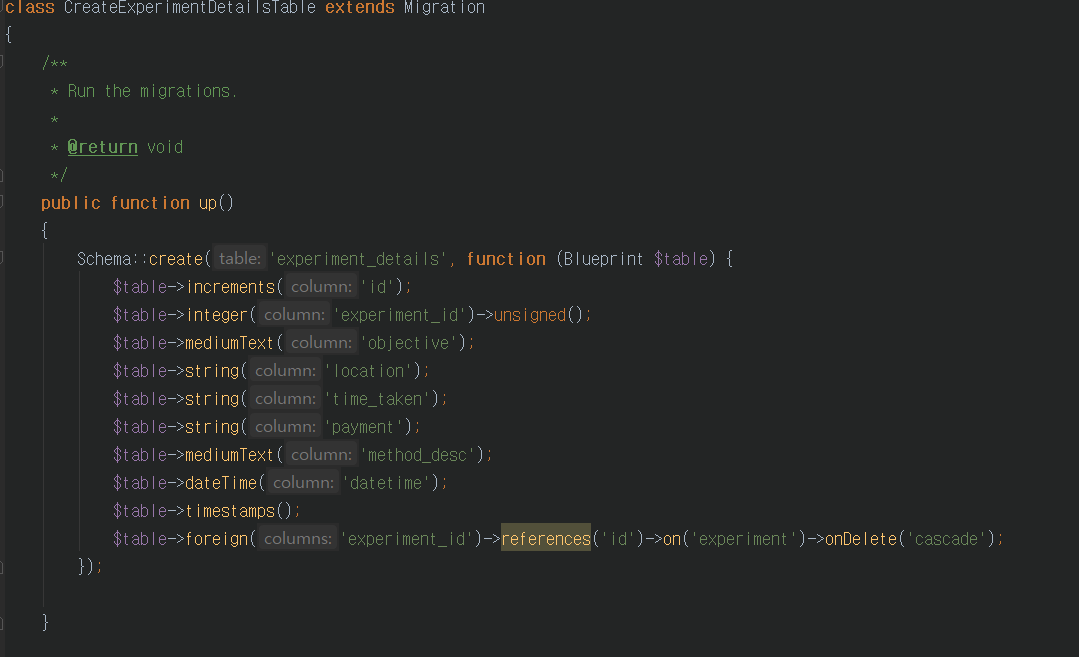 class CreateExperimentDetailsTable extends Migration
{
/**
* Run the migrations.
*
* @return void
*/
public function up()
{
Schema::create( table: 'experiment_details', function (Blueprint $table) {
$table->increments( column: 'id');
$table->integer( column: 'experiment_id')->unsigned();
$table->mediumText( column: 'objective');
$table->string( column: 'location');
$table->string( column: 'time_taken');
$table->string( column: 'payment');
$table->mediumText( column: 'method_desc');
$table->dateTime( column: 'datetime');
$table->timestamps();
$table->foreign( columns: 'experiment_id')->references('id')->on('experiment')->onDelete('cascade');
});
}